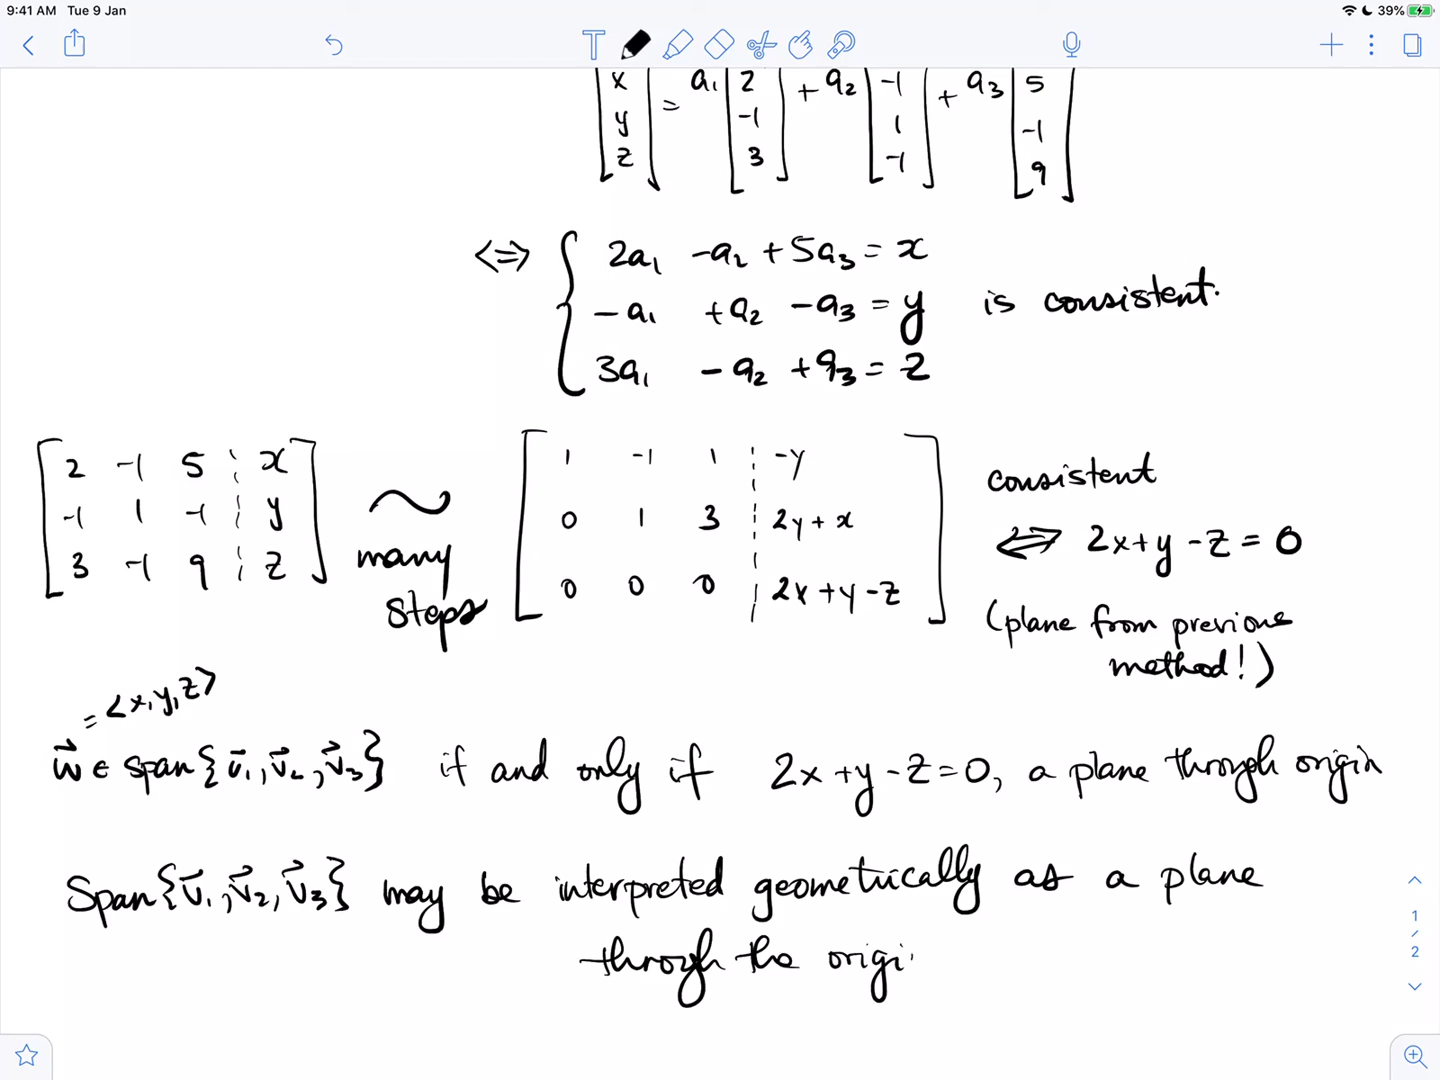 9:41 AM Tue 9 Jan 39%
[x y z] = a₁ [2 -1 3] + a₂ [-1 1 -1] + a₃ [5 -1 9]
<=> { 2a₁ -a₂ + 5a₃ = x
-a₁ +a₂ -a₃ = y is consistent.
3a₁ -a₂ +9₃ = z
[2 -1 5 ¦ x
-1 1 -1 ¦ y
3 -1 9 ¦ z]
~
many
steps
[1 -1 1 ¦ -y
0 1 3 ¦ 2y + x
0 0 0 ¦ 2x + y - z]
consistent
<=> 2x + y - z = 0
(plane from previous
method!)
= <x, y, z>
w⃗ ∈ span{v⃗₁, v⃗₂, v⃗₃} if and only if 2x + y - z = 0, a plane through origin
Span{v⃗₁, v⃗₂, v⃗₃} may be interpreted geometrically as a plane
through the origi
1
/
2